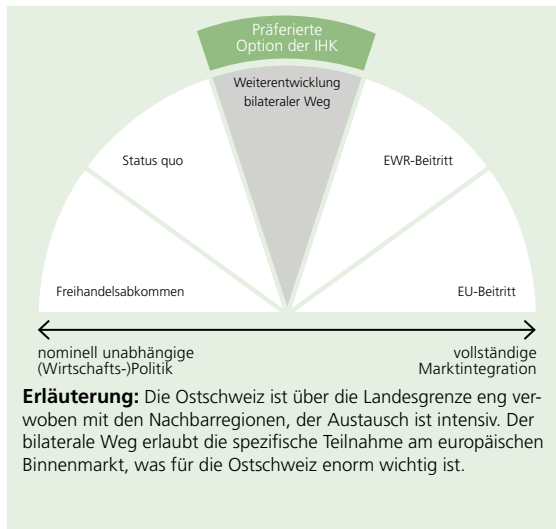 Präferierte
Option der IHK
Weiterentwicklung
bilateraler Weg
Status quo
EWR-Beitritt
Freihandelsabkommen
EU-Beitritt
nominell unabhängige
(Wirtschafts-)Politik
vollständige
Marktintegration
Erläuterung: Die Ostschweiz ist über die Landesgrenze eng ver-
woben mit den Nachbarregionen, der Austausch ist intensiv. Der
bilaterale Weg erlaubt die spezifische Teilnahme am europäischen
Binnenmarkt, was für die Ostschweiz enorm wichtig ist.